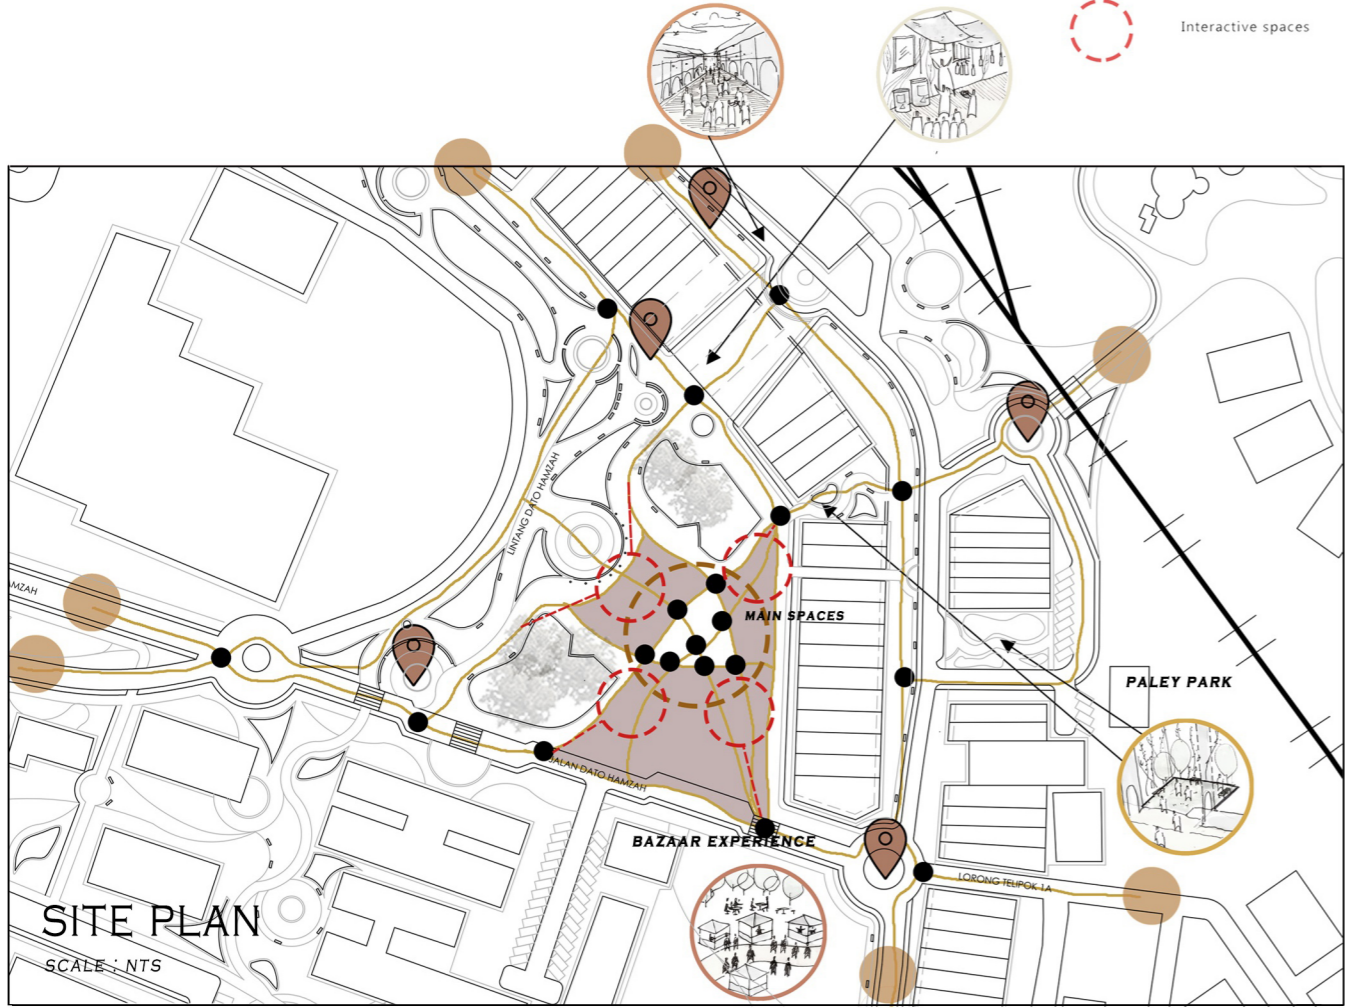 Interactive spaces
LINTANG DATO HAMZAH
MAIN SPACES
AMZAH
PALEY PARK
JALAN DATO HAMZAH
BAZAAR EXPERIENCE
LORONG TELIPOK 1A
SITE PLAN
SCALE : NTS